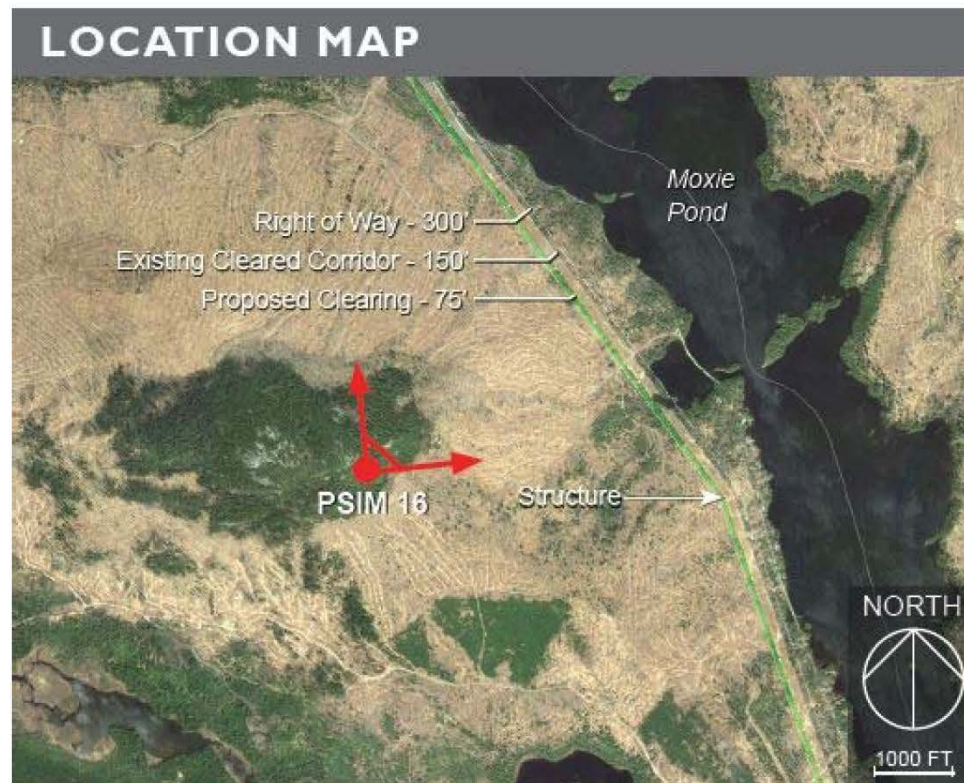 LOCATION MAP
Moxie
Pond
Right of Way - 300'
Existing Cleared Corridor - 150'
Proposed Clearing - 75'
PSIM 16
Structure
NORTH
1000 FT